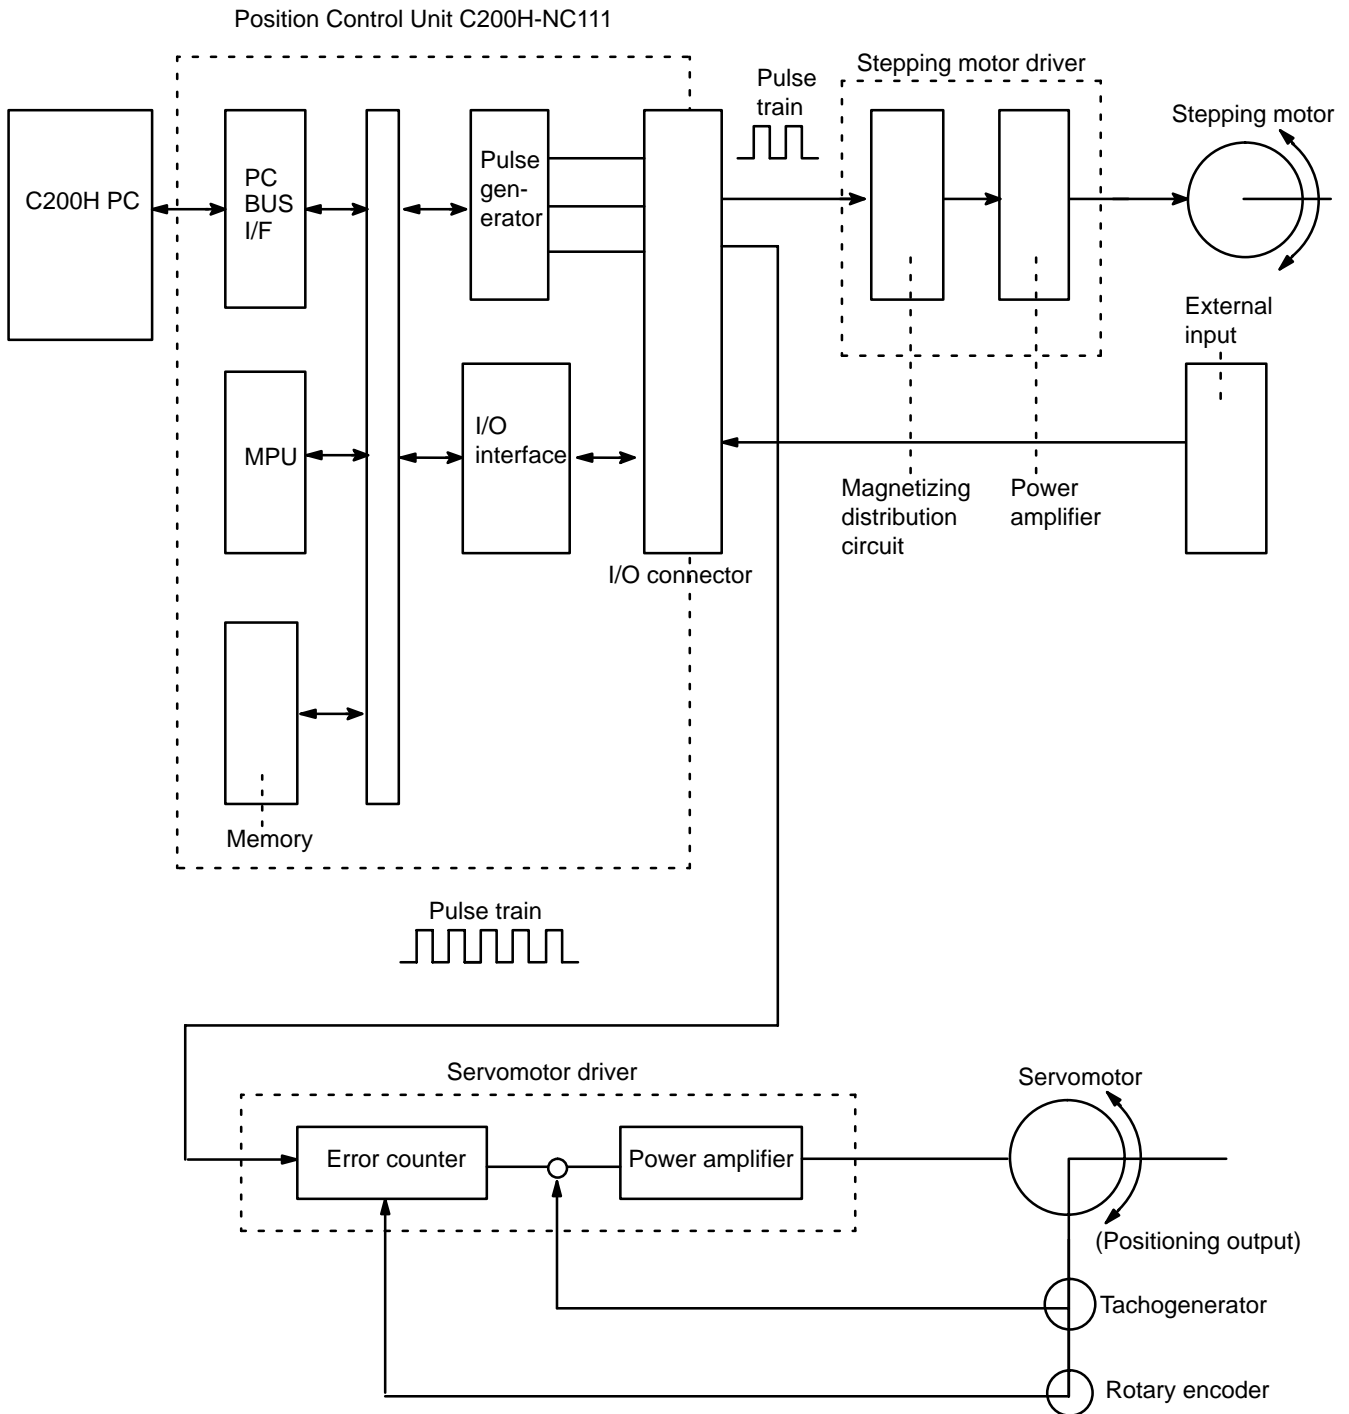 Position Control Unit C200H-NC111
Pulse
train
Stepping motor driver
Stepping motor
C200H PC
PC
BUS
I/F
Pulse
gen-
erator
External
input
MPU
I/O
interface
Magnetizing
distribution
circuit
Power
amplifier
I/O connector
Memory
Pulse train
Servomotor driver
Servomotor
Error counter
Power amplifier
(Positioning output)
Tachogenerator
Rotary encoder